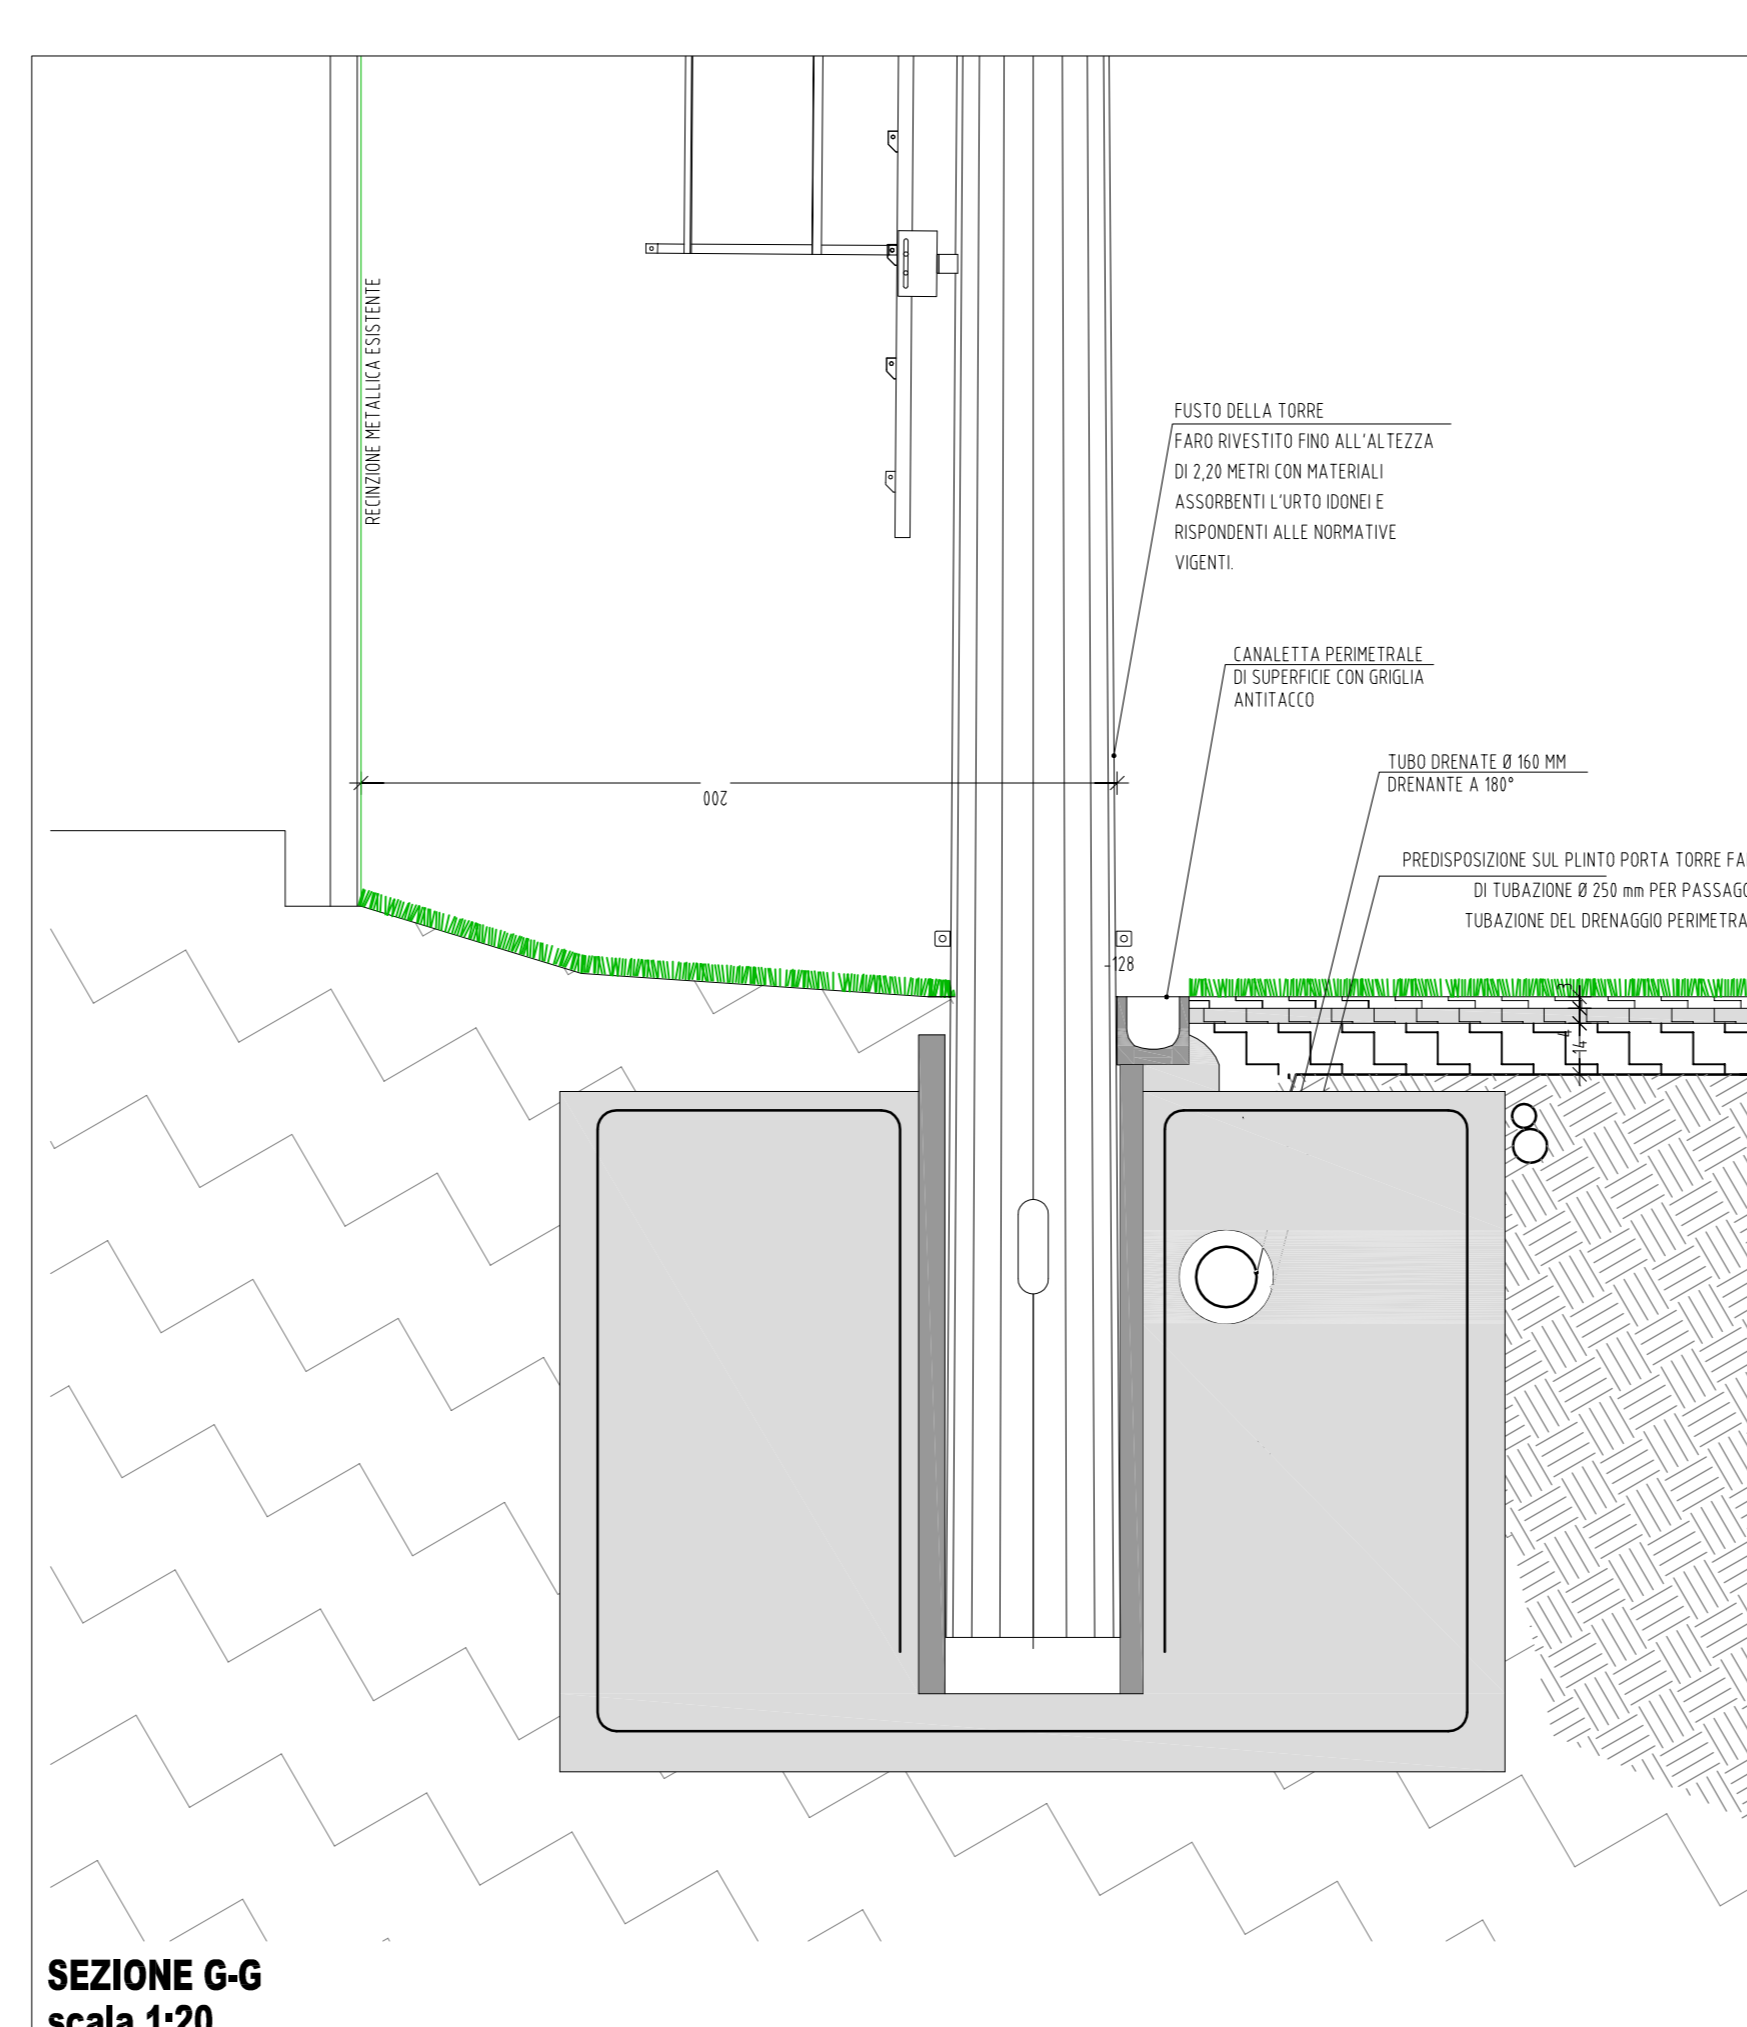 RECINZIONE METALLICA ESISTENTE
FUSTO DELLA TORRE
FARO RIVESTITO FINO ALL'ALTEZZA
DI 2,20 METRI CON MATERIALI
ASSORBENTI L'URTO IDONEI E
RISPONDENTI ALLE NORMATIVE
VIGENTI.
CANALETTA PERIMETRALE
DI SUPERFICIE CON GRIGLIA
ANTITACCO
TUBO DRENATE Ø 160 MM
DRENANTE A 180°
200
PREDISPOSIZIONE SUL PLINTO PORTA TORRE FA
DI TUBAZIONE Ø 250 mm PER PASSAGG
TUBAZIONE DEL DRENAGGIO PERIMETRA
-128
3
4
14
SEZIONE G-G
scala 1:20